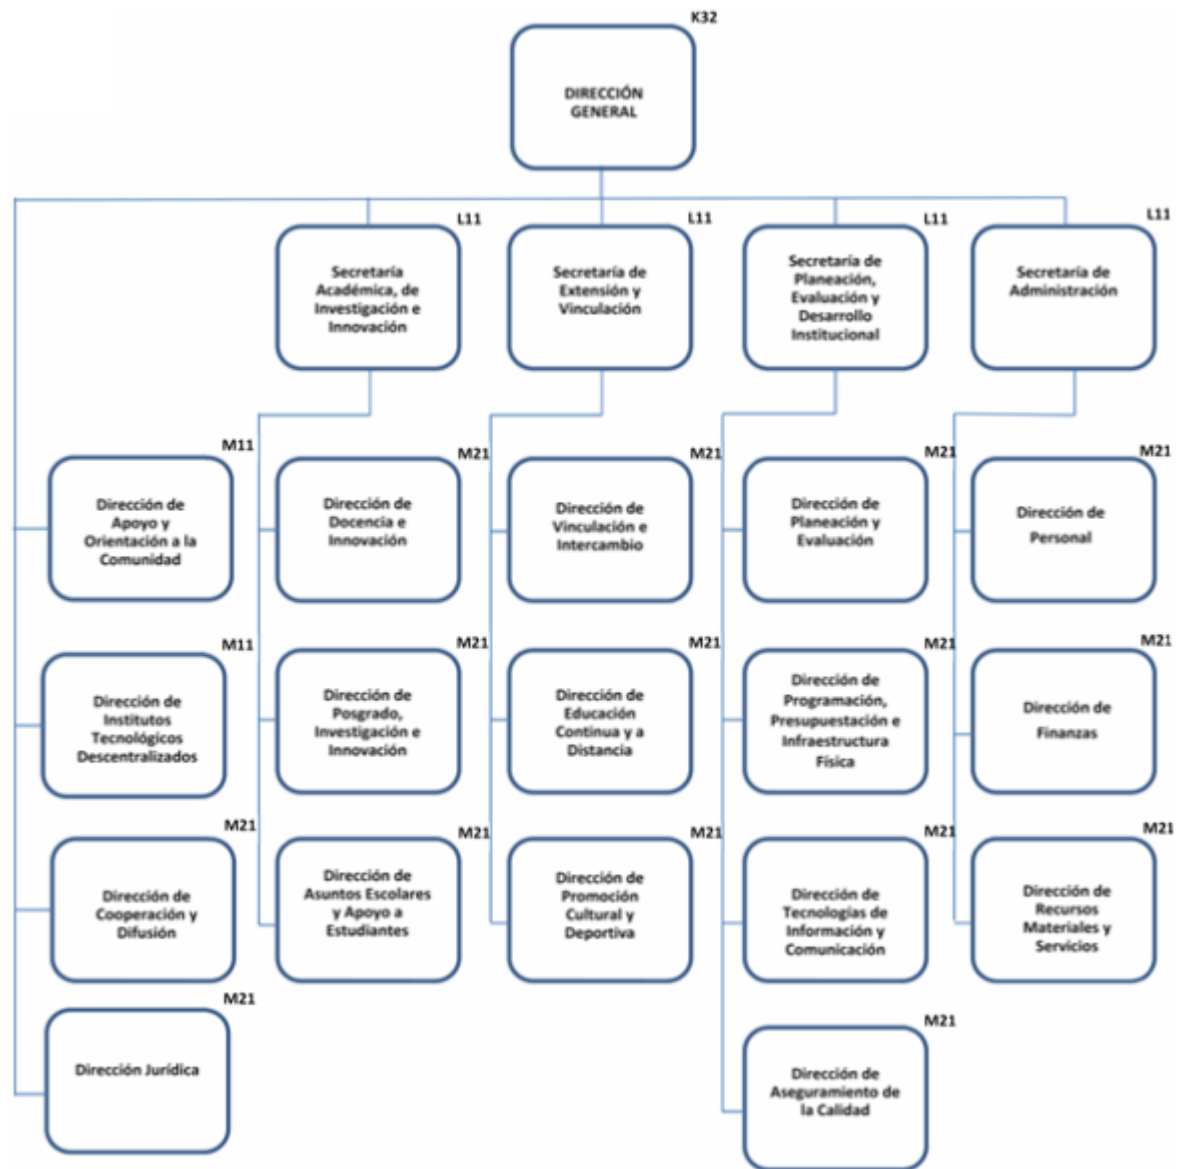 K32
DIRECCIÓN
GENERAL
L11
Secretaría
Académica, de
Investigación e
Innovación
L11
Secretaría de
Extensión y
Vinculación
L11
Secretaría de
Planeación,
Evaluación y
Desarrollo
Institucional
L11
Secretaría de
Administración
M11
Dirección de
Apoyo y
Orientación a la
Comunidad
M21
Dirección de
Docencia e
Innovación
M21
Dirección de
Vinculación e
Intercambio
M21
Dirección de
Planeación y
Evaluación
M21
Dirección de
Personal
M11
Dirección de
Institutos
Tecnológicos
Descentralizados
M21
Dirección de
Posgrado,
Investigación e
Innovación
M21
Dirección de
Educación
Continua y a
Distancia
M21
Dirección de
Programación,
Presupuestación e
Infraestructura
Física
M21
Dirección de
Finanzas
M21
Dirección de
Cooperación y
Difusión
M21
Dirección de
Asuntos Escolares
y Apoyo a
Estudiantes
M21
Dirección de
Promoción
Cultural y
Deportiva
M21
Dirección de
Tecnologías de
Información y
Comunicación
M21
Dirección de
Recursos
Materiales y
Servicios
M21
Dirección Jurídica
M21
Dirección de
Aseguramiento de
la Calidad